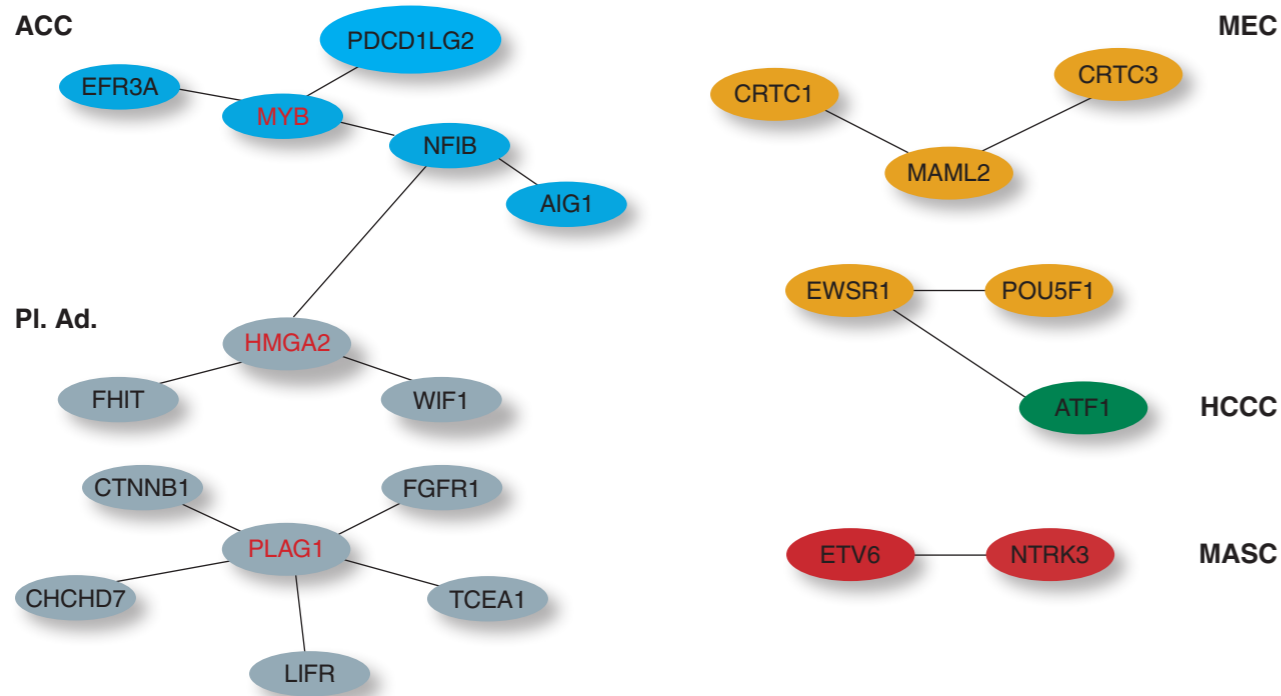 ACC
PDCD1LG2
EFR3A
MYB
NFIB
AIG1
Pl. Ad.
HMGA2
FHIT
WIF1
CTNNB1
FGFR1
PLAG1
CHCHD7
TCEA1
LIFR
MEC
CRTC3
CRTC1
MAML2
EWSR1
POU5F1
ATF1
HCCC
ETV6
NTRK3
MASC